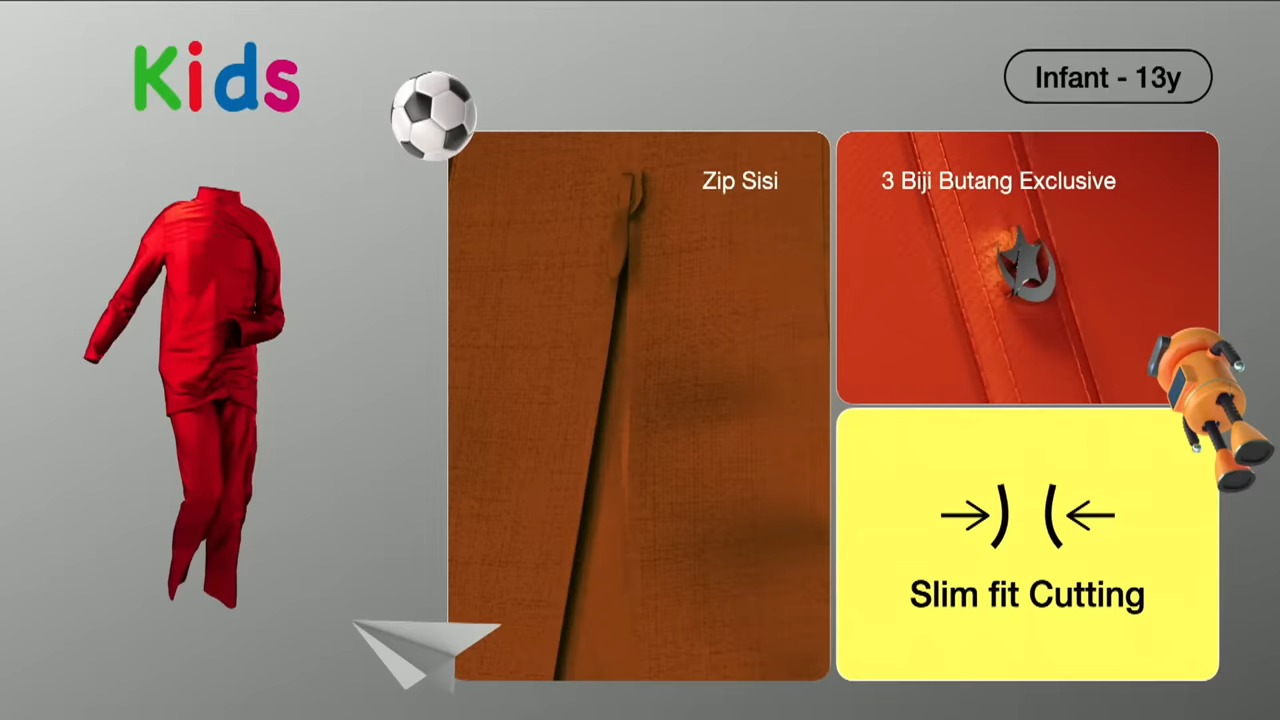 Kids
Infant - 13y
Zip Sisi
3 Biji Butang Exclusive
Slim fit Cutting